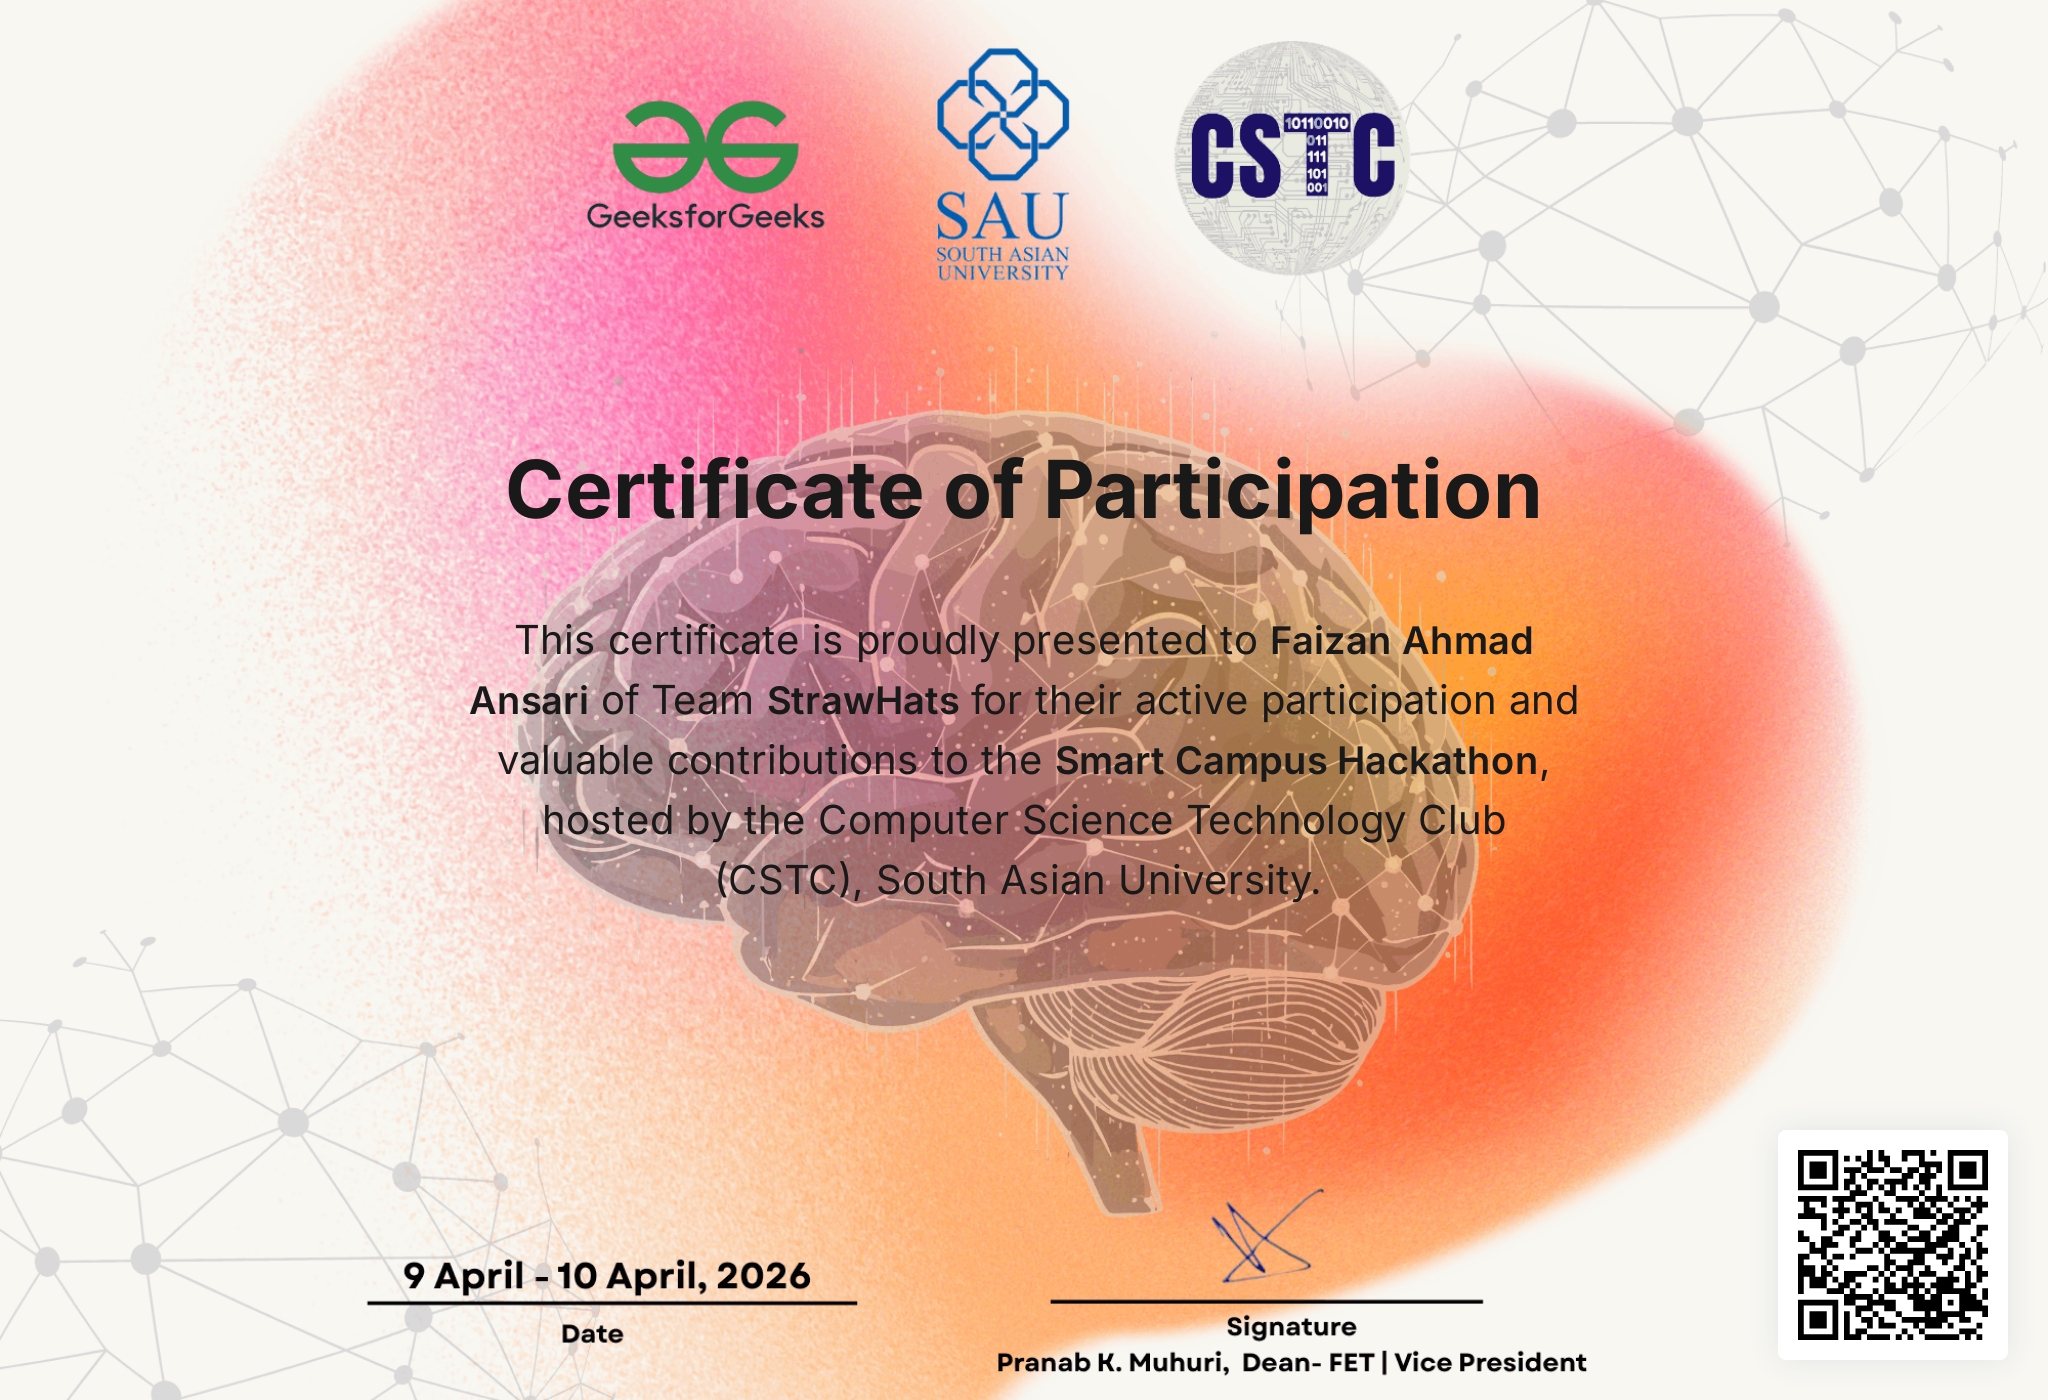 GeeksforGeeks
SAU
SOUTH ASIAN
UNIVERSITY
CSTC
10110010
011
111
101
001
Certificate of Participation
This certificate is proudly presented to Faizan Ahmad
Ansari of Team StrawHats for their active participation and
valuable contributions to the Smart Campus Hackathon,
hosted by the Computer Science Technology Club
(CSTC), South Asian University.
9 April - 10 April, 2026
Date
Signature
Pranab K. Muhuri, Dean- FET | Vice President